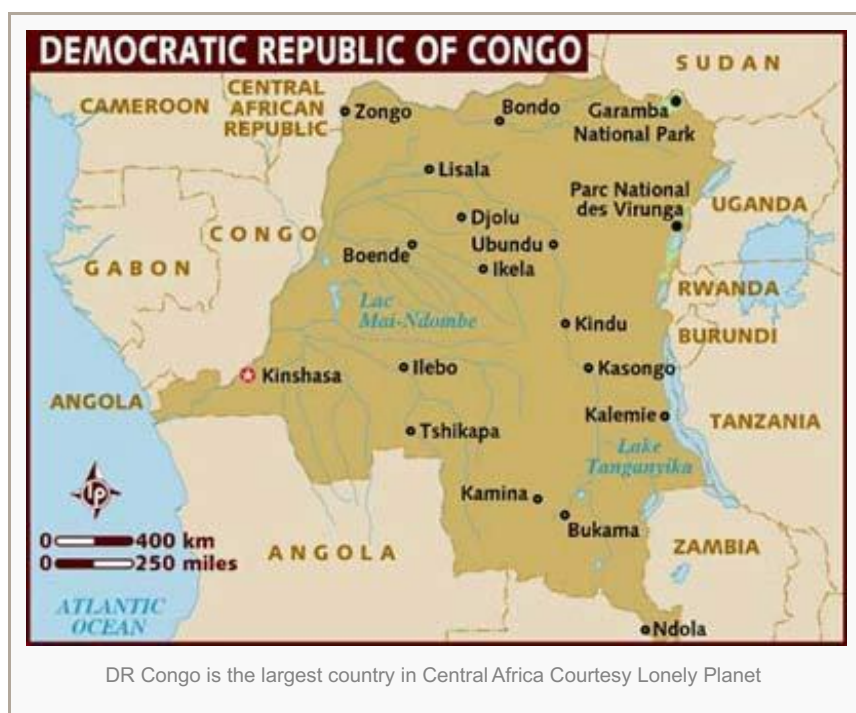 DEMOCRATIC REPUBLIC OF CONGO
SUDAN
CAMEROON
CENTRAL
AFRICAN
REPUBLIC
Zongo
Bondo
Garamba
National Park
Lisala
Parc National
des Virunga
UGANDA
Djolu
CONGO
Boende
Ubundu
Ikela
GABON
RWANDA
Lac
Mai-Ndombe
Kindu
BURUNDI
Kinshasa
Ilebo
Kasongo
ANGOLA
Kalemie
TANZANIA
Tshikapa
Lake
Tanganyika
Kamina
Bukama
lp
0 400 km
0 250 miles
ANGOLA
ZAMBIA
ATLANTIC
OCEAN
Ndola
DR Congo is the largest country in Central Africa Courtesy Lonely Planet